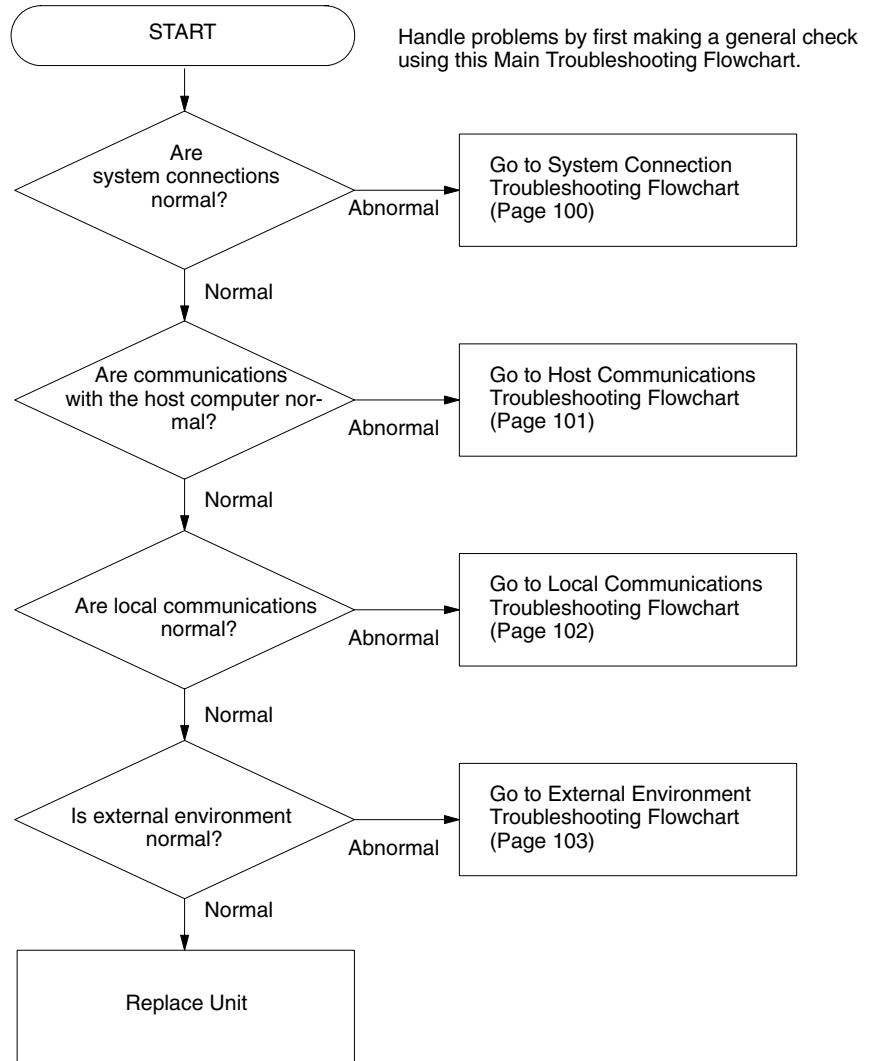 START
Handle problems by first making a general check
using this Main Troubleshooting Flowchart.
Are
system connections
normal?
Abnormal
Go to System Connection
Troubleshooting Flowchart
(Page 100)
Normal
Are communications
with the host computer nor-
mal?
Abnormal
Go to Host Communications
Troubleshooting Flowchart
(Page 101)
Normal
Are local communications
normal?
Abnormal
Go to Local Communications
Troubleshooting Flowchart
(Page 102)
Normal
Is external environment
normal?
Abnormal
Go to External Environment
Troubleshooting Flowchart
(Page 103)
Normal
Replace Unit